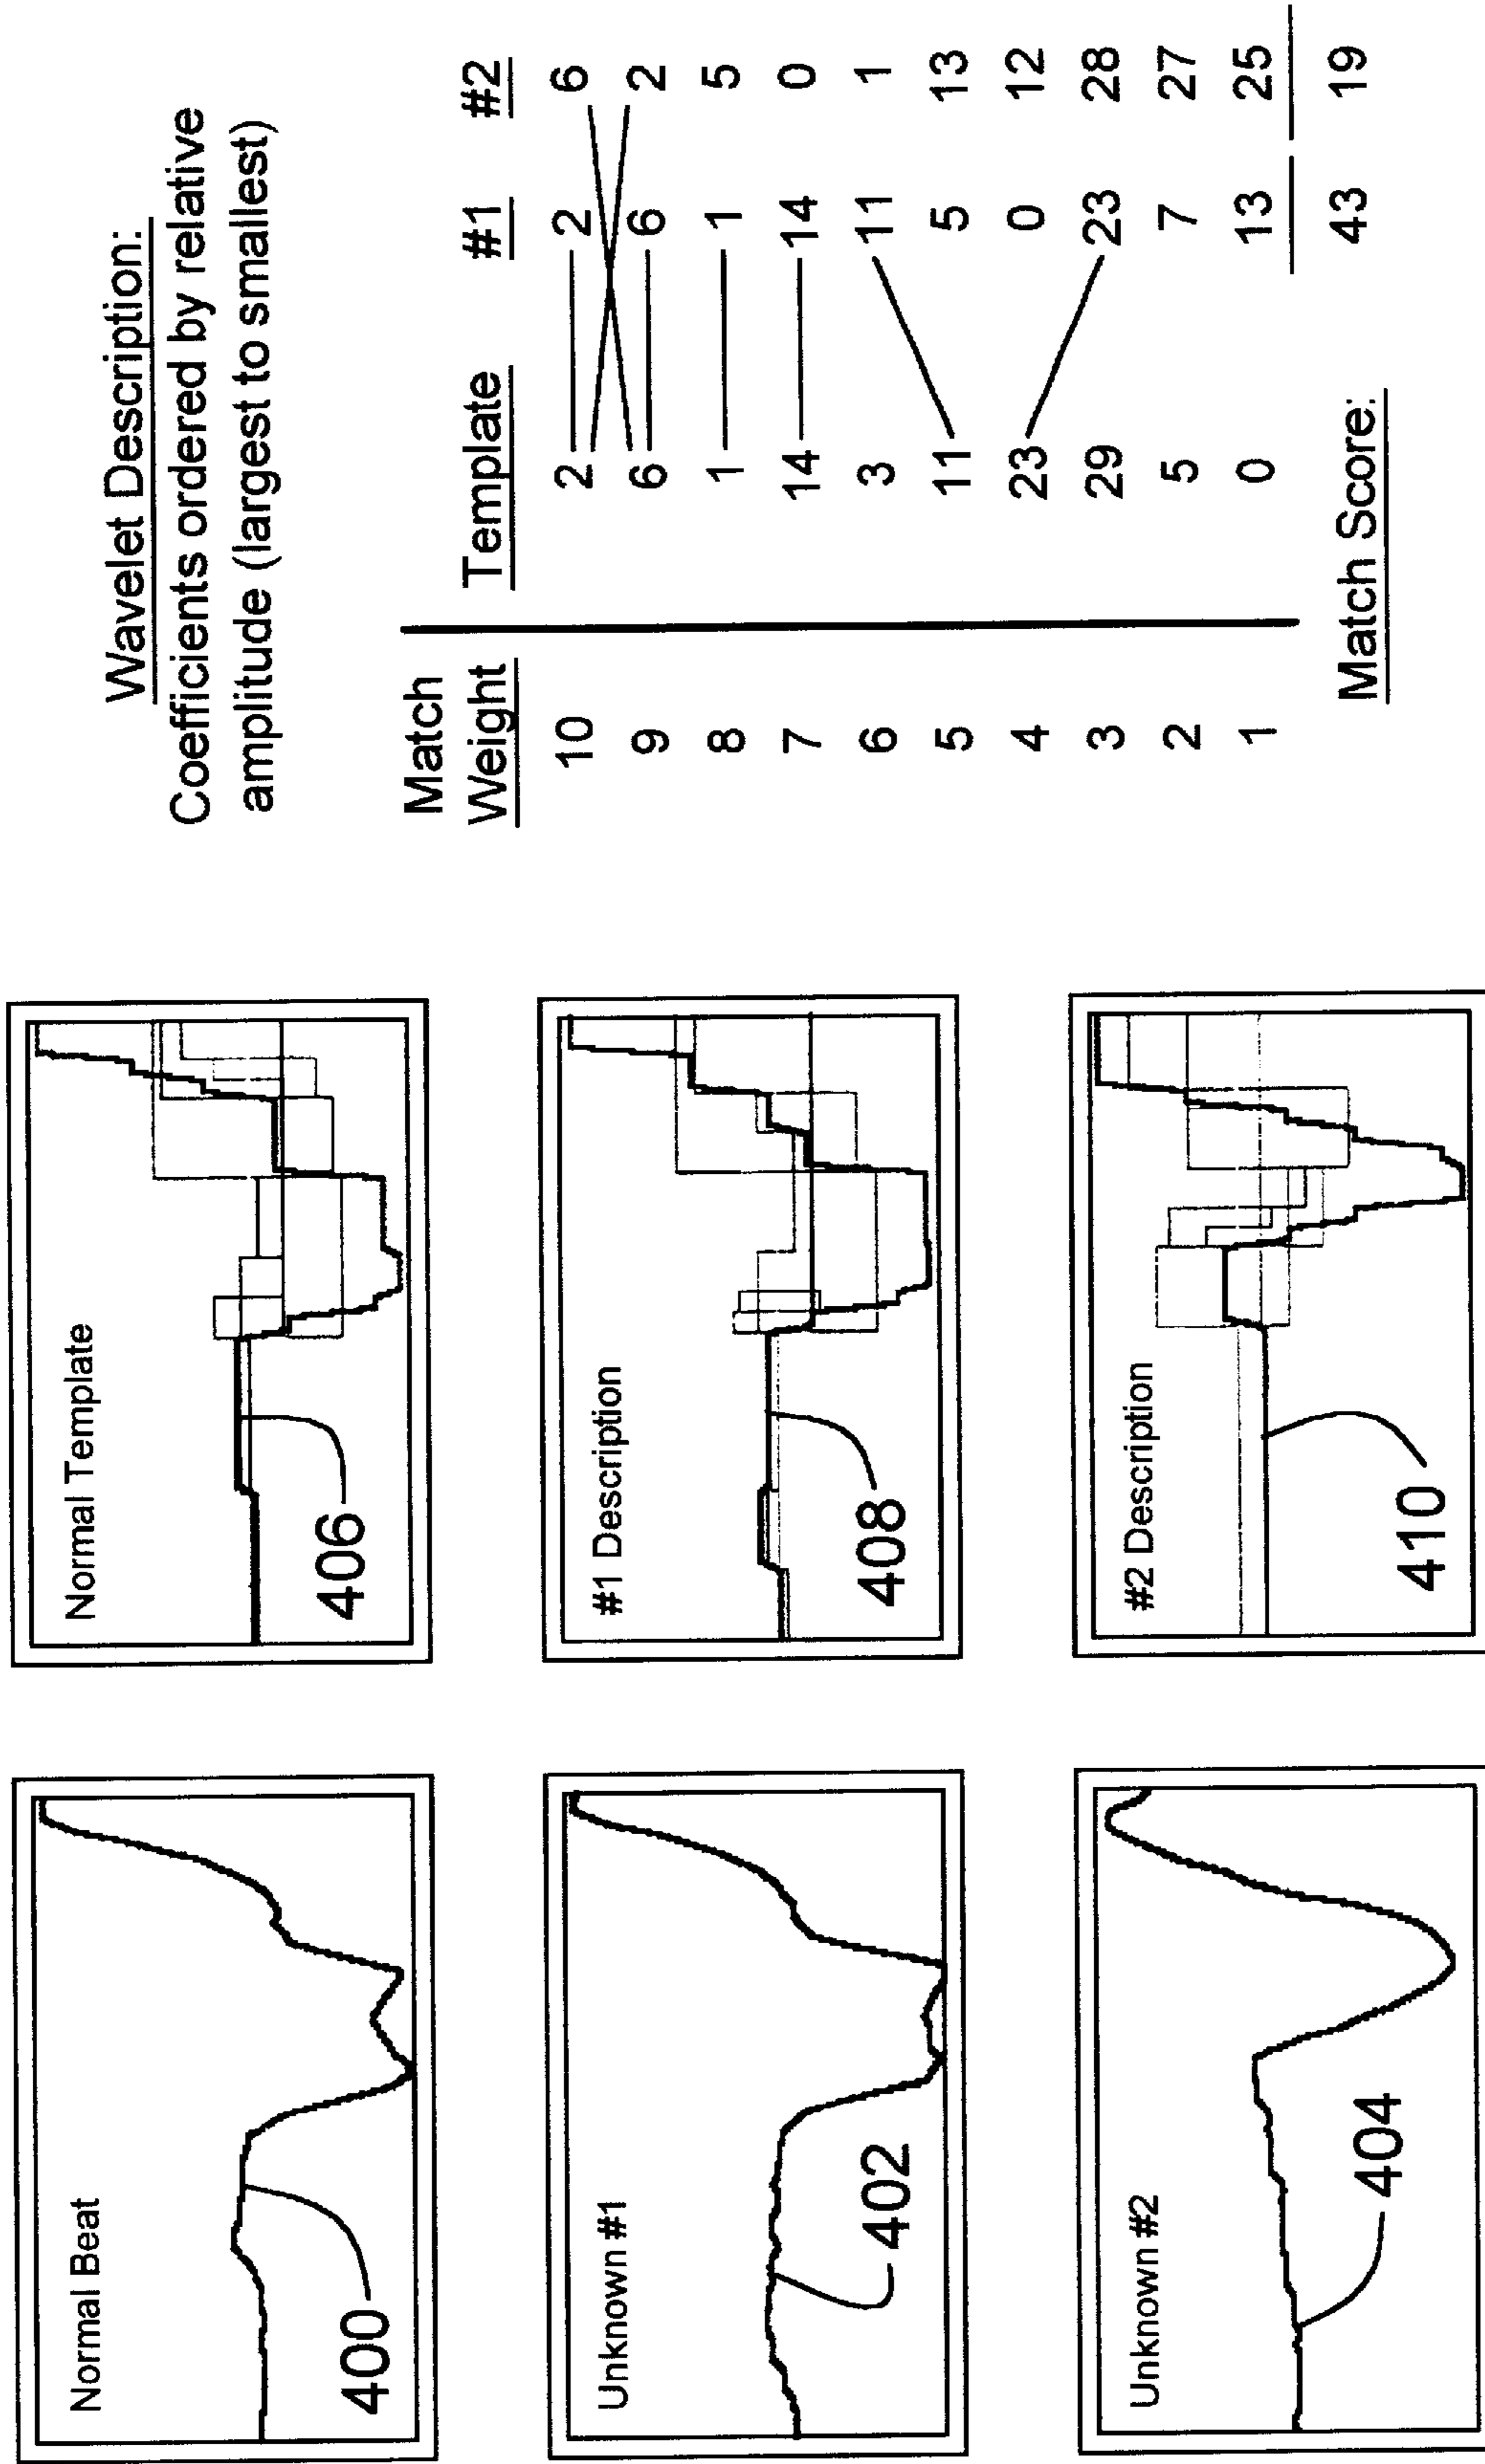 Normal Beat
400
Normal Template
406
Unknown #1
402
#1 Description
408
Unknown #2
404
#2 Description
410
Wavelet Description:
Coefficients ordered by relative
amplitude (largest to smallest)
Match
Weight Template #1 #2
10 2 2 6
9 6 6 2
8 1 1 5
7 14 14 0
6 3 11 1
5 11 5 13
4 23 0 12
3 29 23 28
2 5 7 27
1 0 13 25
Match Score: 43 19